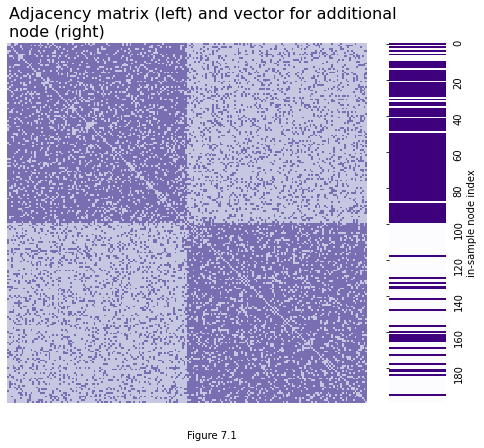 Adjacency matrix (left) and vector for additional
node (right)
0
20
40
60
80
100
120
140
160
180
in-sample node index
Figure 7.1